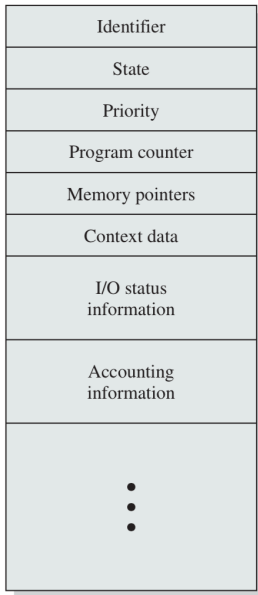 Identifier
State
Priority
Program counter
Memory pointers
Context data
I/O status
information
Accounting
information